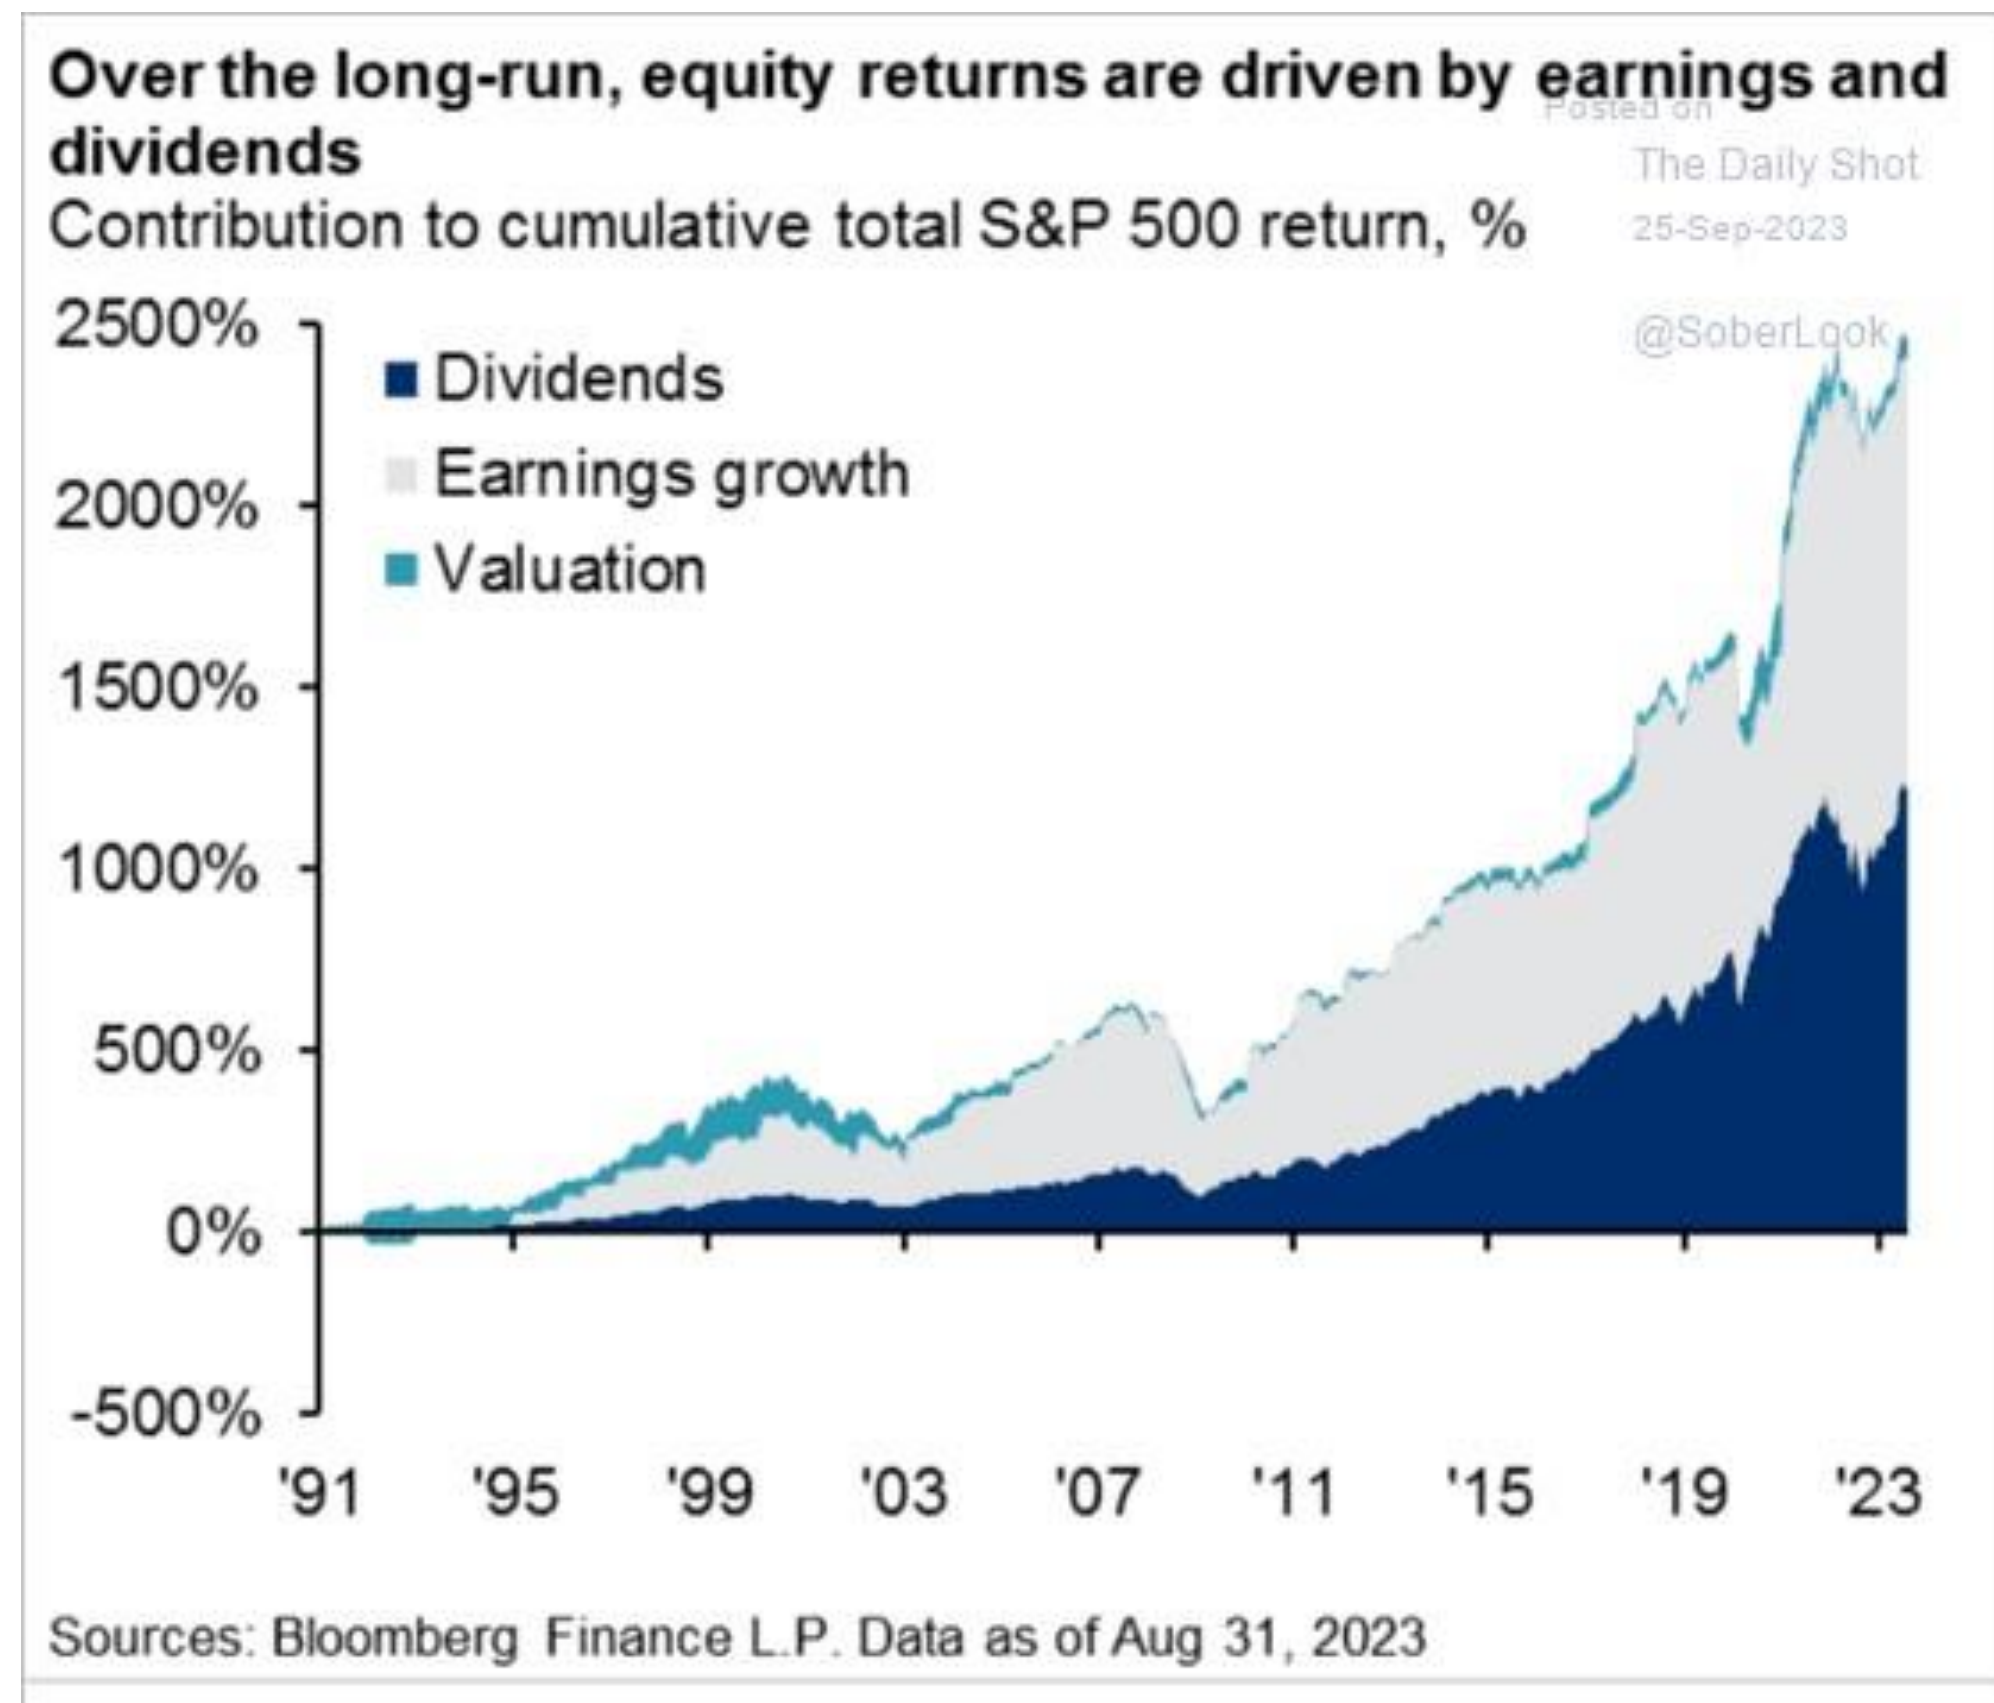 Over the long-run, equity returns are driven by earnings and
dividends
Posted on
The Daily Shot
25-Sep-2023
@SoberLook
Contribution to cumulative total S&P 500 return, %
2500%
2000%
1500%
1000%
500%
0%
-500%
Dividends
Earnings growth
Valuation
'91 '95 '99 '03 '07 '11 '15 '19 '23
Sources: Bloomberg Finance L.P. Data as of Aug 31, 2023